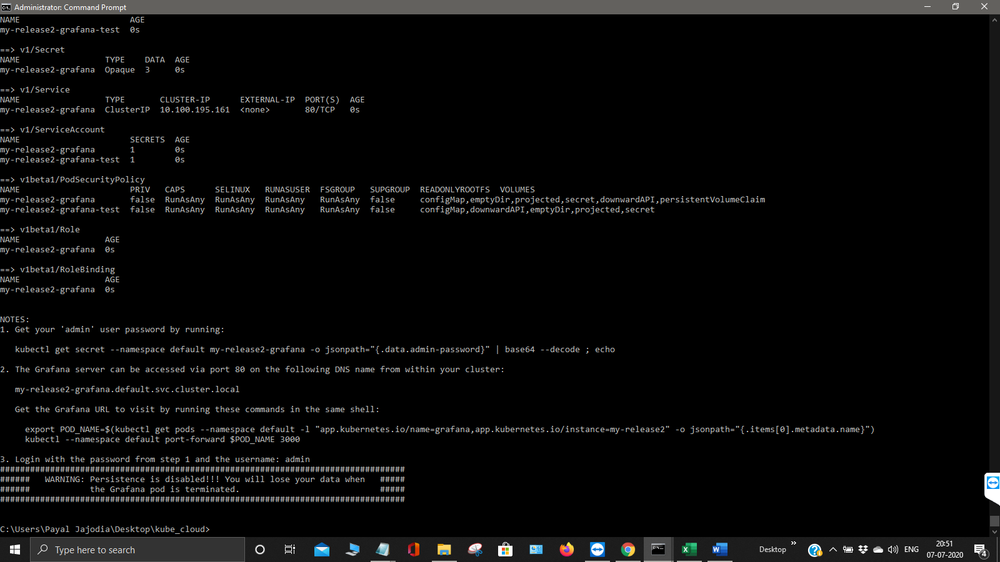 Administrator: Command Prompt
NAME                      AGE
my-release2-grafana-test  0s

==> v1/Secret
NAME                 TYPE    DATA  AGE
my-release2-grafana  Opaque  3     0s

==> v1/Service
NAME                 TYPE       CLUSTER-IP      EXTERNAL-IP  PORT(S)  AGE
my-release2-grafana  ClusterIP  10.100.195.161  <none>       80/TCP   0s

==> v1/ServiceAccount
NAME                      SECRETS  AGE
my-release2-grafana       1        0s
my-release2-grafana-test  1        0s

==> v1beta1/PodSecurityPolicy
NAME                      PRIV   CAPS      SELINUX   RUNASUSER  FSGROUP   SUPGROUP  READONLYROOTFS  VOLUMES
my-release2-grafana       false  RunAsAny  RunAsAny  RunAsAny   RunAsAny  false     configMap,emptyDir,projected,secret,downwardAPI,persistentVolumeClaim
my-release2-grafana-test  false  RunAsAny  RunAsAny  RunAsAny   RunAsAny  false     configMap,downwardAPI,emptyDir,projected,secret

==> v1beta1/Role
NAME                 AGE
my-release2-grafana  0s

==> v1beta1/RoleBinding
NAME                 AGE
my-release2-grafana  0s

NOTES:
1. Get your 'admin' user password by running:

   kubectl get secret --namespace default my-release2-grafana -o jsonpath="{.data.admin-password}" | base64 --decode ; echo

2. The Grafana server can be accessed via port 80 on the following DNS name from within your cluster:

   my-release2-grafana.default.svc.cluster.local

   Get the Grafana URL to visit by running these commands in the same shell:

     export POD_NAME=$(kubectl get pods --namespace default -l "app.kubernetes.io/name=grafana,app.kubernetes.io/instance=my-release2" -o jsonpath="{.items[0].metadata.name}")
     kubectl --namespace default port-forward $POD_NAME 3000

3. Login with the password from step 1 and the username: admin
#################################################################################
######   WARNING: Persistence is disabled!!! You will lose your data when   #####
######            the Grafana pod is terminated.                            #####
#################################################################################

C:\Users\Payal Jajodia\Desktop\kube_cloud>
Type here to search
Desktop
ENG
20:51
07-07-2020
4